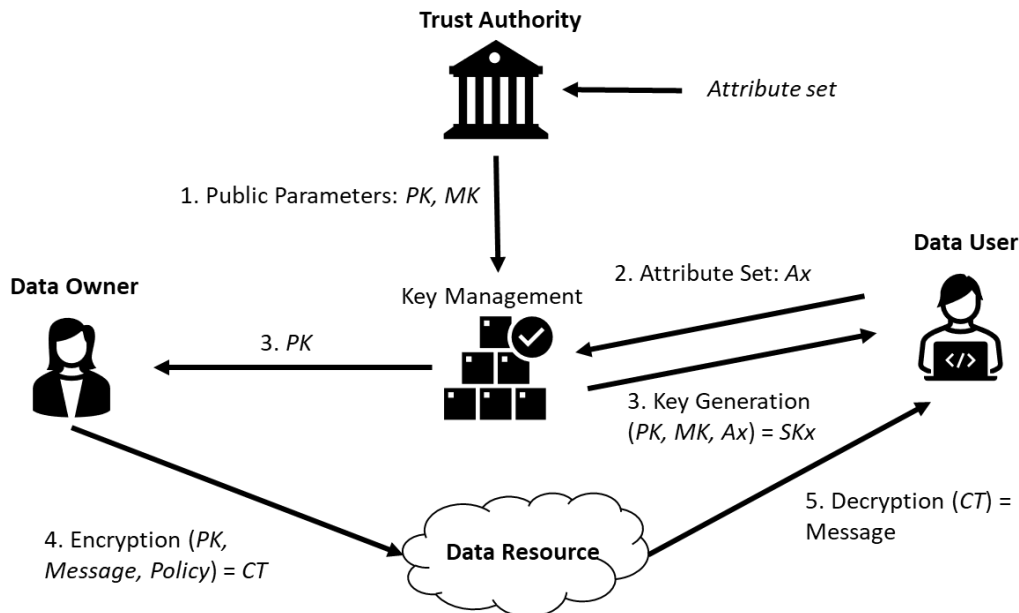 Trust Authority
Attribute set
1. Public Parameters: PK, MK
Data User
2. Attribute Set: Ax
Data Owner
Key Management
3. PK
</>
3. Key Generation
(PK, MK, Ax) = SKx
5. Decryption (CT) =
Message
4. Encryption (PK,
Message, Policy) = CT
Data Resource